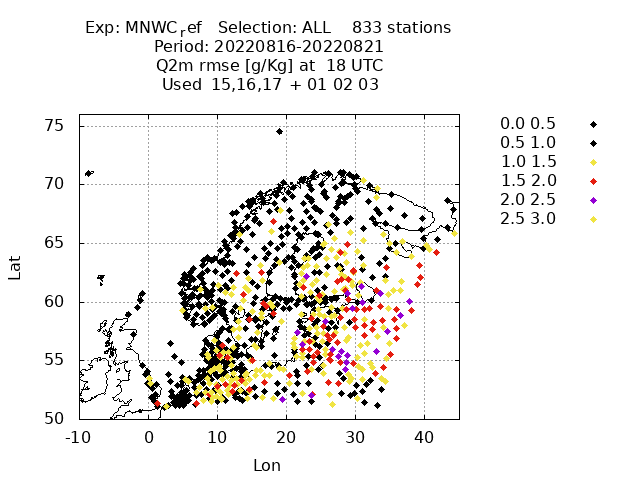 Exp: MNWCref Selection: ALL 833 stations
Period: 20220816-20220821
Q2m rmse [g/Kg] at 18 UTC
Used 15,16,17 + 01 02 03
0.0 0.5
0.5 1.0
1.0 1.5
1.5 2.0
2.0 2.5
2.5 3.0
75
70
65
60
55
50
Lat
-10 0 10 20 30 40
Lon